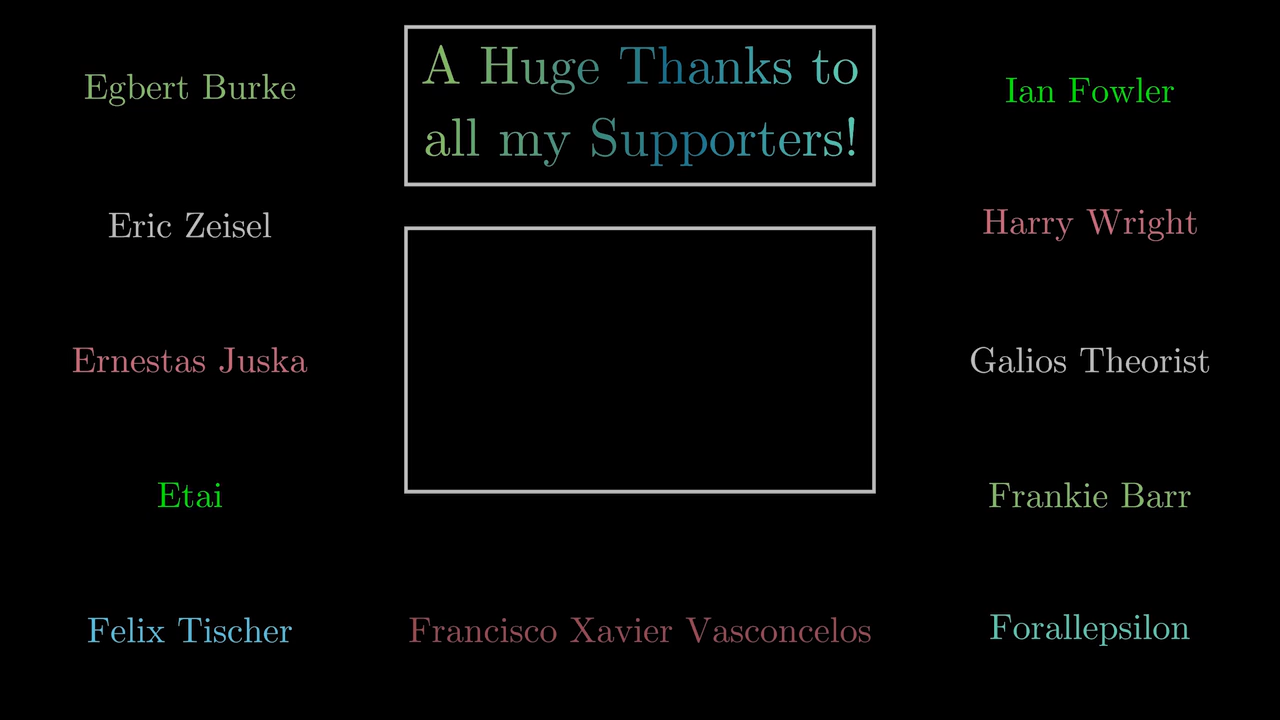 A Huge Thanks to
all my Supporters!
Egbert Burke
Eric Zeisel
Ernestas Juska
Etai
Felix Tischer
Francisco Xavier Vasconcelos
Ian Fowler
Harry Wright
Galios Theorist
Frankie Barr
Forallepsilon